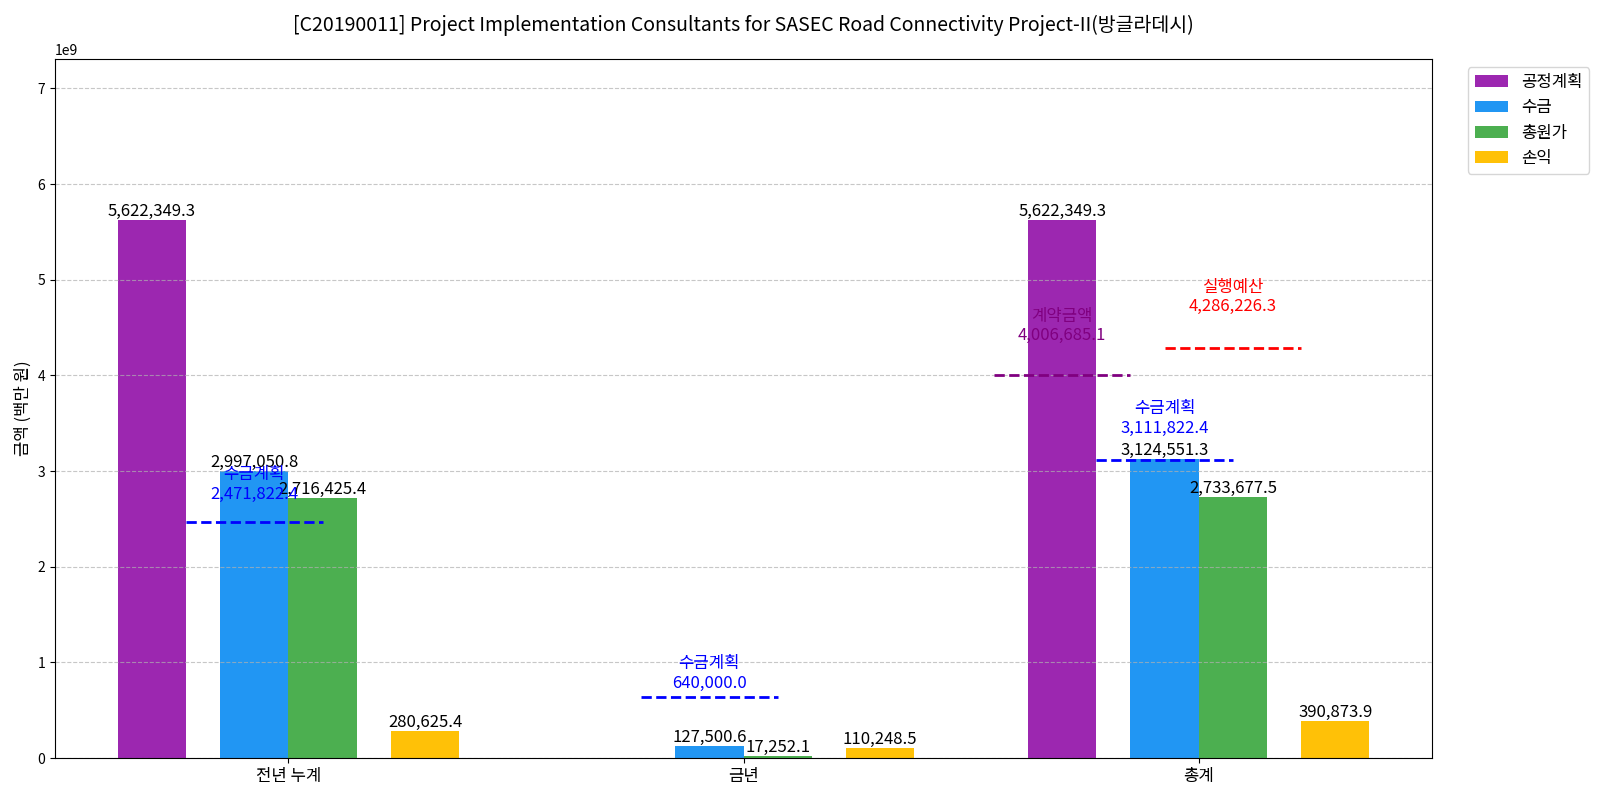 [C20190011] Project Implementation Consultants for SASEC Road Connectivity Project-II(방글라데시)
1e9
금액 (백만 원)
7
6
5
4
3
2
1
0
5,622,349.3
2,997,050.8
수금계획
2,471,822.4
2,716,425.4
280,625.4
수금계획
640,000.0
127,500.6
17,252.1
110,248.5
5,622,349.3
계약금액
4,006,685.1
실행예산
4,286,226.3
수금계획
3,111,822.4
3,124,551.3
2,733,677.5
390,873.9
전년 누계
금년
총계
공정계획
수금
총원가
손익